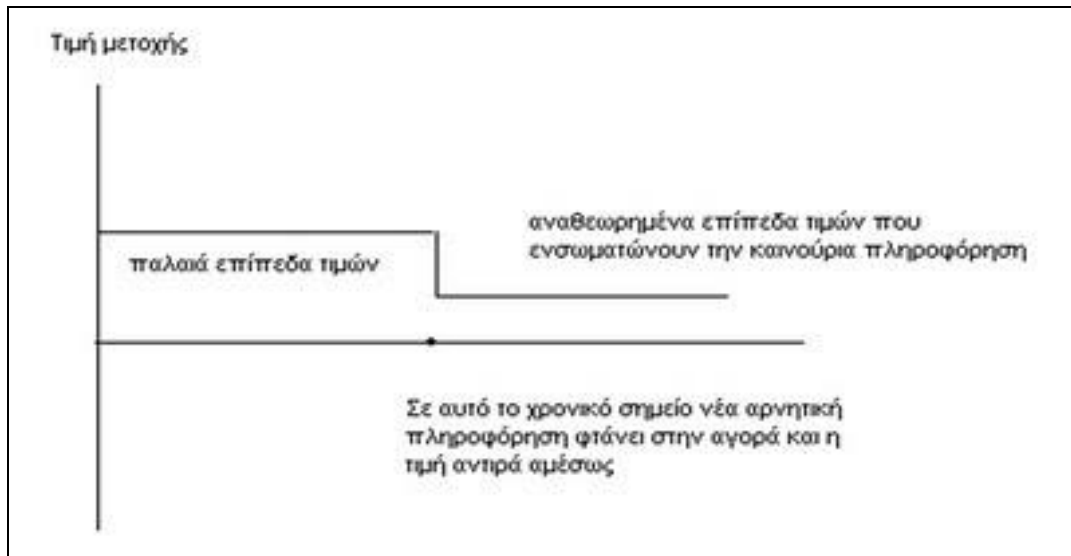 Τιμή μετοχής
αναθεωρημένα επίπεδα τιμών που
ενσωματώνουν την καινούρια πληροφόρηση
παλαιά επίπεδα τιμών
Σε αυτό το χρονικό σημείο νέα αρνητική
πληροφόρηση φτάνει στην αγορά και η
τιμή αντιρά αμέσως